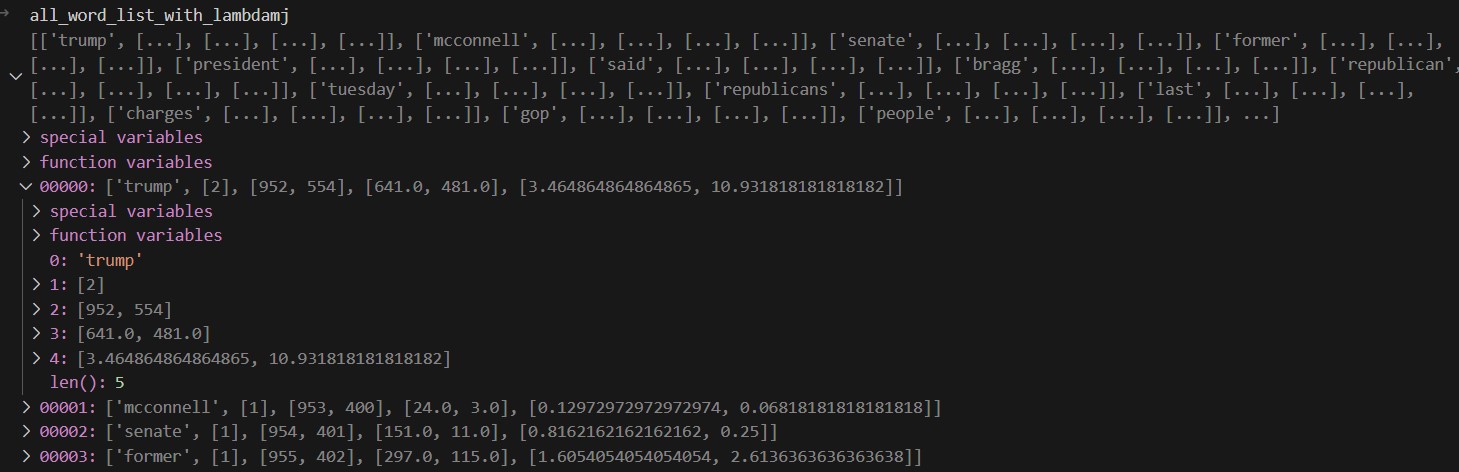 all_word_list_with_lambdamj
[['trump', [...], [...], [...], [...]], ['mcconnell', [...], [...], [...], [...]], ['senate', [...], [...], [...], [...]], ['former', [...], [...],
[...], [...]], ['president', [...], [...], [...], [...]], ['said', [...], [...], [...], [...]], ['bragg', [...], [...], [...], [...]], ['republican',
[...], [...], [...], [...]], ['tuesday', [...], [...], [...], [...]], ['republicans', [...], [...], [...], [...]], ['last', [...], [...], [...],
[...]], ['charges', [...], [...], [...], [...]], ['gop', [...], [...], [...], [...]], ['people', [...], [...], [...], [...]], ...]
special variables
function variables
00000: ['trump', [2], [952, 554], [641.0, 481.0], [3.464864864864865, 10.931818181818182]]
special variables
function variables
0: 'trump'
1: [2]
2: [952, 554]
3: [641.0, 481.0]
4: [3.464864864864865, 10.931818181818182]
len(): 5
00001: ['mcconnell', [1], [953, 400], [24.0, 3.0], [0.12972972972972974, 0.06818181818181818]]
00002: ['senate', [1], [954, 401], [151.0, 11.0], [0.8162162162162162, 0.25]]
00003: ['former', [1], [955, 402], [297.0, 115.0], [1.6054054054054054, 2.6136363636363638]]